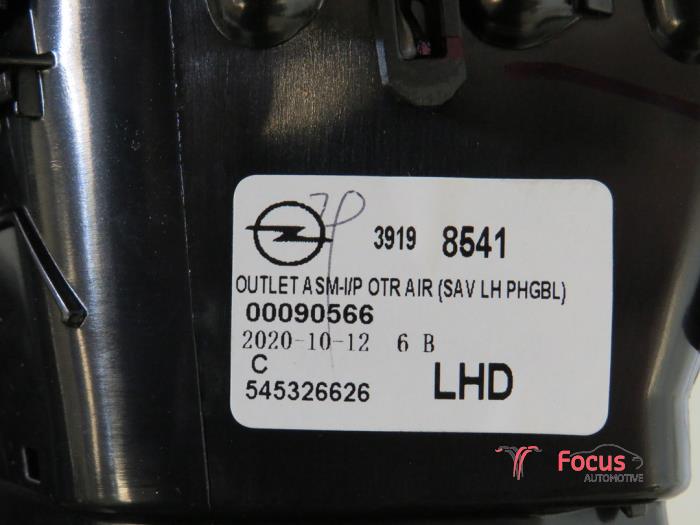 3919 8541
OUTLET ASM-I/P OTR AIR (SAV LH PHGBL)
00090566
2020-10-12 6 B
C
545326626 LHD
Focus
AUTOMOTIVE